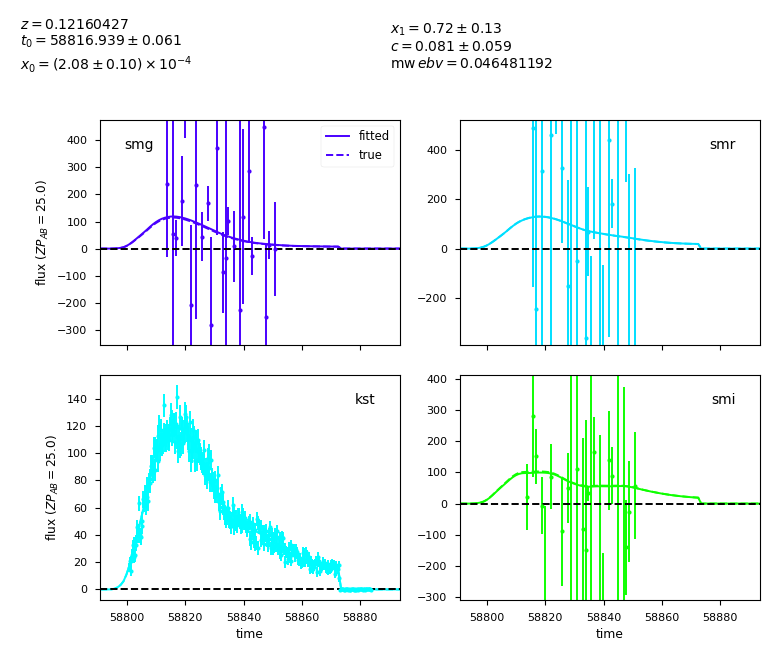 z = 0.12160427
t₀ = 58816.939 ± 0.061
x₀ = (2.08 ± 0.10) × 10⁻⁴
x₁ = 0.72 ± 0.13
c = 0.081 ± 0.059
mw ebv = 0.046481192
smg
fitted
true
400
300
200
100
0
−100
−200
−300
flux (ZP_AB = 25.0)
smr
400
200
0
−200
kst
140
120
100
80
60
40
20
0
flux (ZP_AB = 25.0)
58800 58820 58840 58860 58880
time
smi
400
300
200
100
0
−100
−200
−300
58800 58820 58840 58860 58880
time